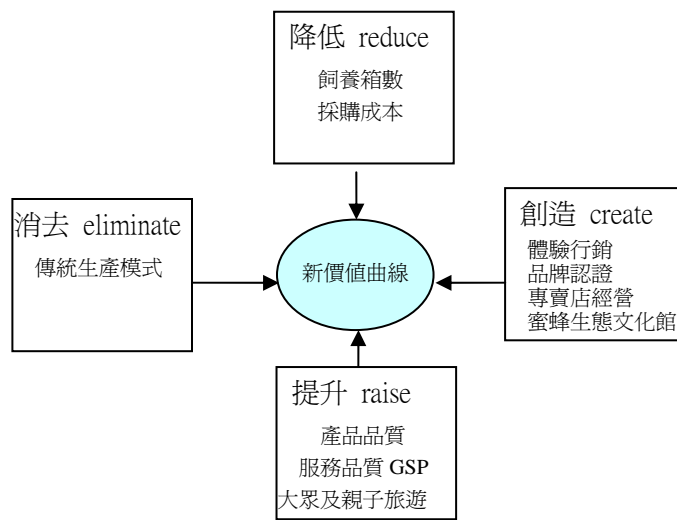 降低 reduce
飼養箱數
採購成本
消去 eliminate
傳統生產模式
新價值曲線
創造 create
體驗行銷
品牌認證
專賣店經營
蜜蜂生態文化館
提升 raise
產品品質
服務品質 GSP
大眾及親子旅遊